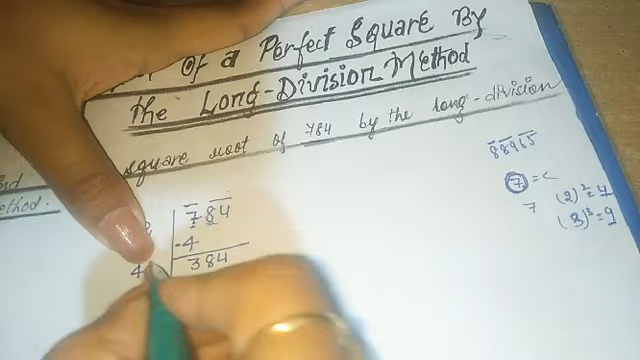 Of a Perfect Square By
The Long-Division Method
square root of 784 by the long-division
ethod.
88965
7 = <
7
(2)² = 4
(3)³ = 9
784
-4
384
4